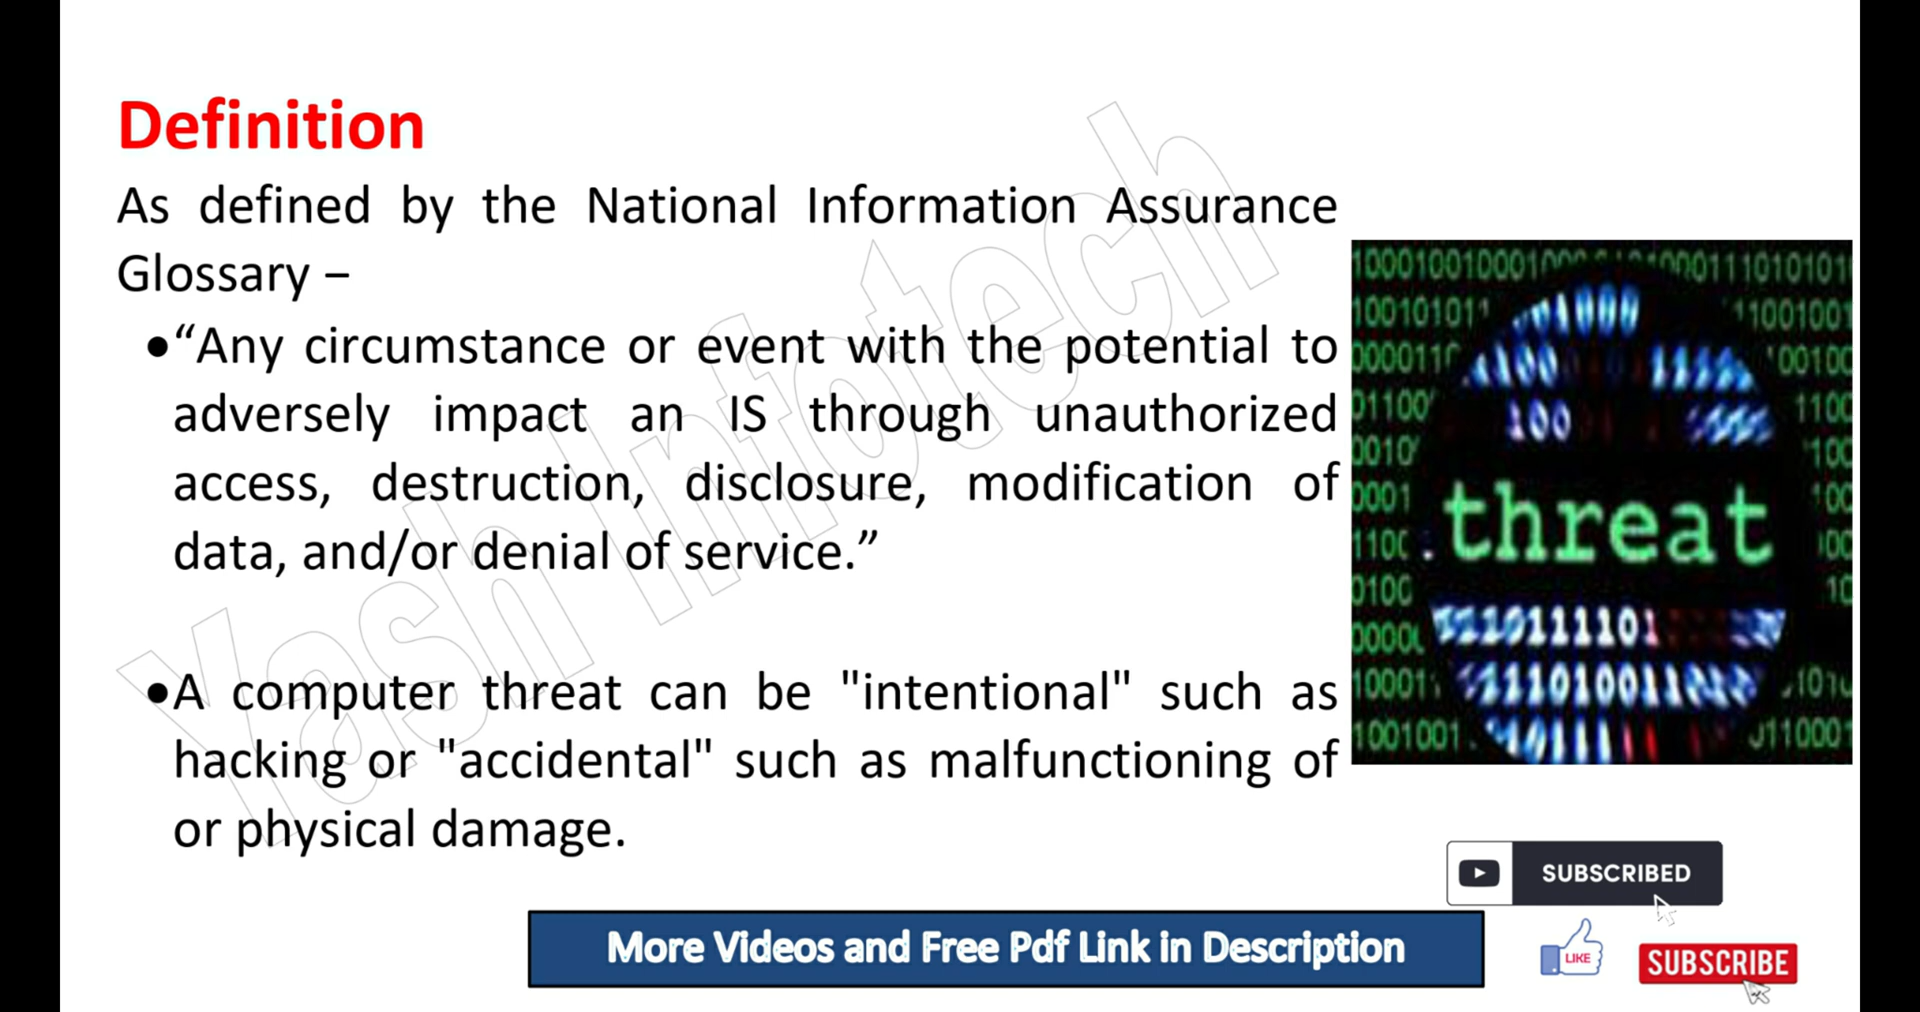 Definition
As defined by the National Information Assurance
Glossary –
•“Any circumstance or event with the potential to
adversely impact an IS through unauthorized
access, destruction, disclosure, modification of
data, and/or denial of service.”
•A computer threat can be "intentional" such as
hacking or "accidental" such as malfunctioning of
or physical damage.
Yash Infotech
threat
SUBSCRIBED
More Videos and Free Pdf Link in Description
LIKE
SUBSCRIBE